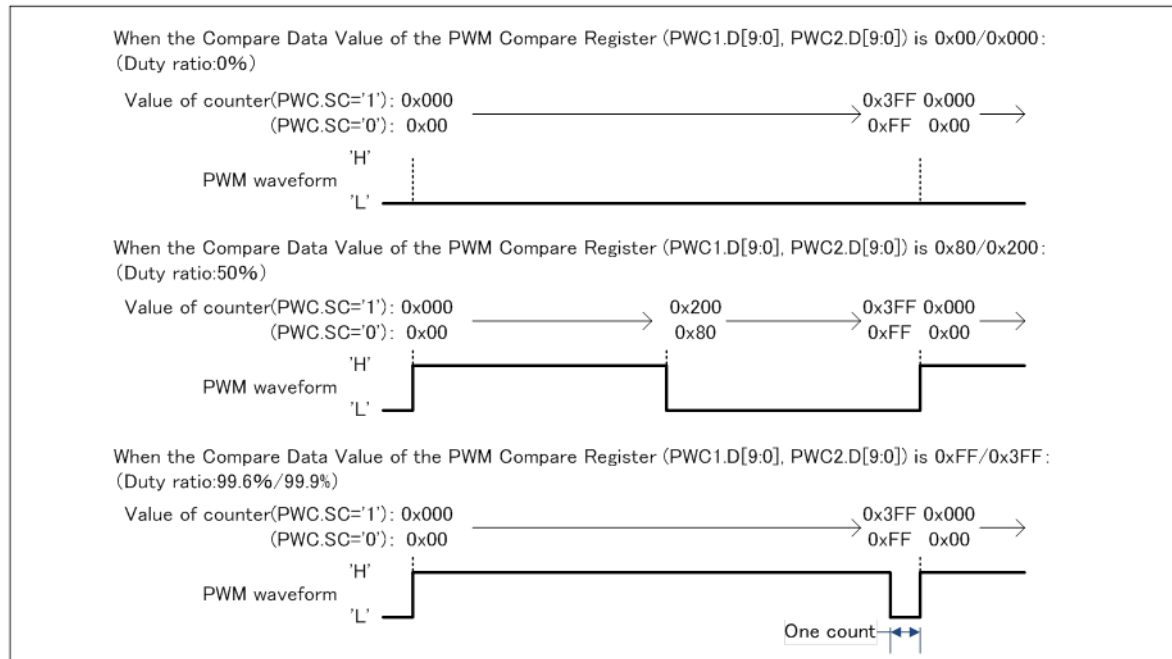 When the Compare Data Value of the PWM Compare Register (PWC1.D[9:0], PWC2.D[9:0]) is 0x00/0x000:
(Duty ratio:0%)
Value of counter(PWC.SC='1'): 0x000 0x3FF 0x000
(PWC.SC='0'): 0x00 0xFF 0x00
'H'
PWM waveform
'L'
When the Compare Data Value of the PWM Compare Register (PWC1.D[9:0], PWC2.D[9:0]) is 0x80/0x200:
(Duty ratio:50%)
Value of counter(PWC.SC='1'): 0x000 0x200 0x3FF 0x000
(PWC.SC='0'): 0x00 0x80 0xFF 0x00
'H'
PWM waveform
'L'
When the Compare Data Value of the PWM Compare Register (PWC1.D[9:0], PWC2.D[9:0]) is 0xFF/0x3FF:
(Duty ratio:99.6%/99.9%)
Value of counter(PWC.SC='1'): 0x000 0x3FF 0x000
(PWC.SC='0'): 0x00 0xFF 0x00
'H'
PWM waveform
'L'
One count